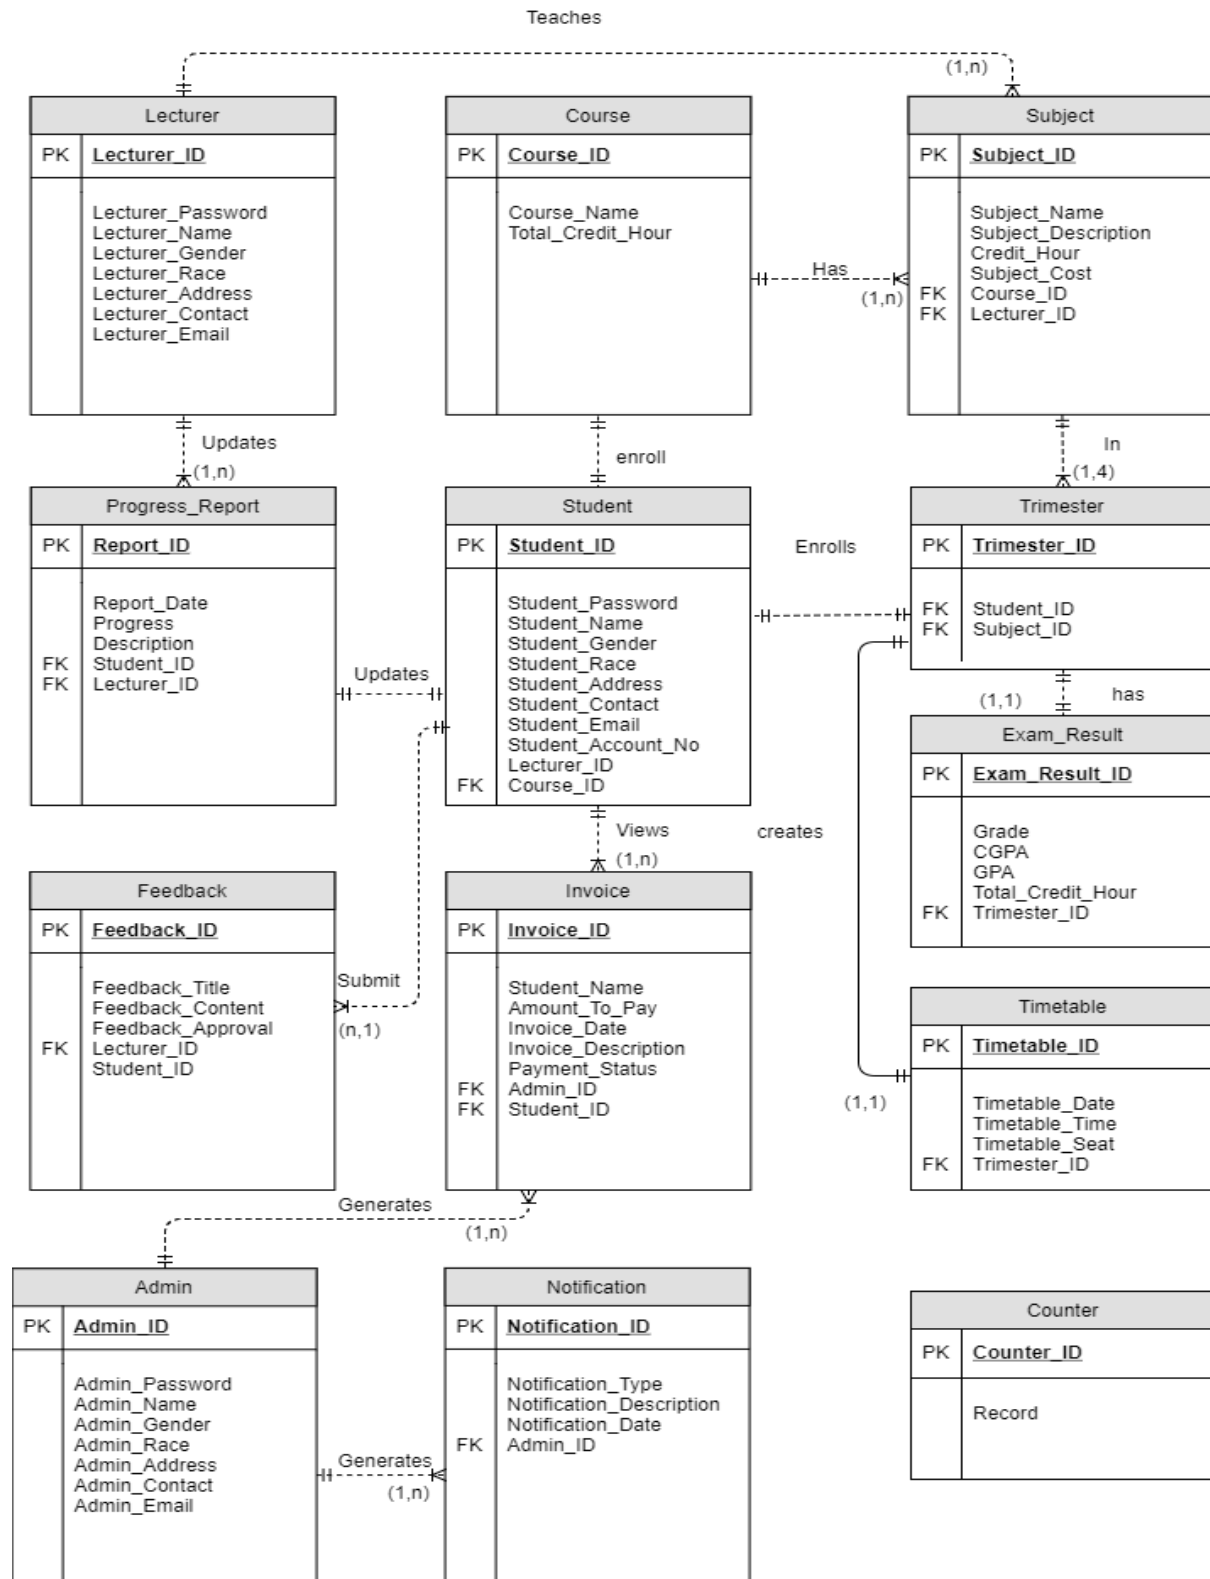 Teaches
(1,n)
Lecturer
PK Lecturer_ID
Lecturer_Password
Lecturer_Name
Lecturer_Gender
Lecturer_Race
Lecturer_Address
Lecturer_Contact
Lecturer_Email
Course
PK Course_ID
Course_Name
Total_Credit_Hour
Has
(1,n)
Subject
PK Subject_ID
Subject_Name
Subject_Description
Credit_Hour
Subject_Cost
FK Course_ID
FK Lecturer_ID
Updates
(1,n)
enroll
In
(1,4)
Progress_Report
PK Report_ID
Report_Date
Progress
Description
FK Student_ID
FK Lecturer_ID
Updates
Student
PK Student_ID
Student_Password
Student_Name
Student_Gender
Student_Race
Student_Address
Student_Contact
Student_Email
Student_Account_No
Lecturer_ID
FK Course_ID
Enrolls
Trimester
PK Trimester_ID
FK Student_ID
FK Subject_ID
(1,1)
has
Exam_Result
PK Exam_Result_ID
Grade
CGPA
GPA
Total_Credit_Hour
FK Trimester_ID
Views
(1,n)
creates
Feedback
PK Feedback_ID
Feedback_Title
Feedback_Content
Feedback_Approval
FK Lecturer_ID
Student_ID
Submit
(n,1)
Invoice
PK Invoice_ID
Student_Name
Amount_To_Pay
Invoice_Date
Invoice_Description
Payment_Status
FK Admin_ID
FK Student_ID
Timetable
PK Timetable_ID
Timetable_Date
Timetable_Time
Timetable_Seat
FK Trimester_ID
(1,1)
Generates
(1,n)
Admin
PK Admin_ID
Admin_Password
Admin_Name
Admin_Gender
Admin_Race
Admin_Address
Admin_Contact
Admin_Email
Generates
(1,n)
Notification
PK Notification_ID
Notification_Type
Notification_Description
Notification_Date
FK Admin_ID
Counter
PK Counter_ID
Record